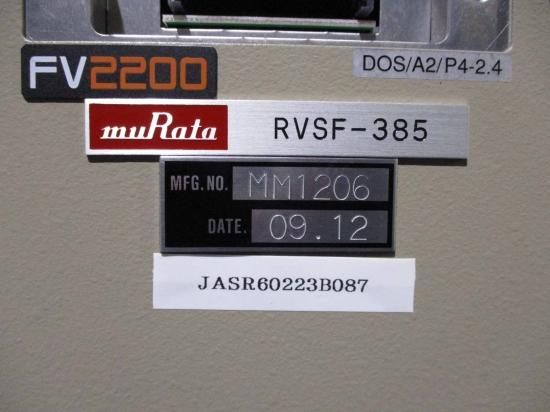 FV2200
DOS/A2/P4-2.4
muRata RVSF-385
MFG.NO. MM1206
DATE. 09.12
JASR60223B087